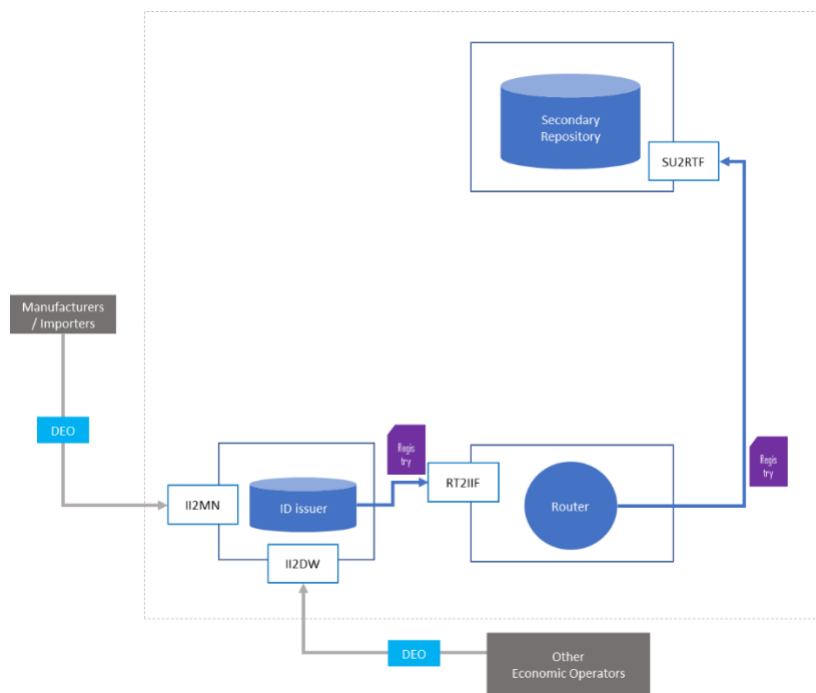 Secondary
Repository
SU2RTF
Manufacturers
/ Importers
DEO
Regis
try
Regis
try
II2MN
ID issuer
RT2IIF
Router
II2DW
DEO
Other
Economic Operators